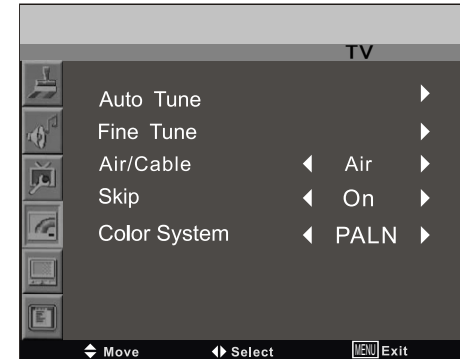 TV
Auto Tune
Fine Tune
Air/Cable Air
Skip On
Color System PALN
Move Select MENU Exit